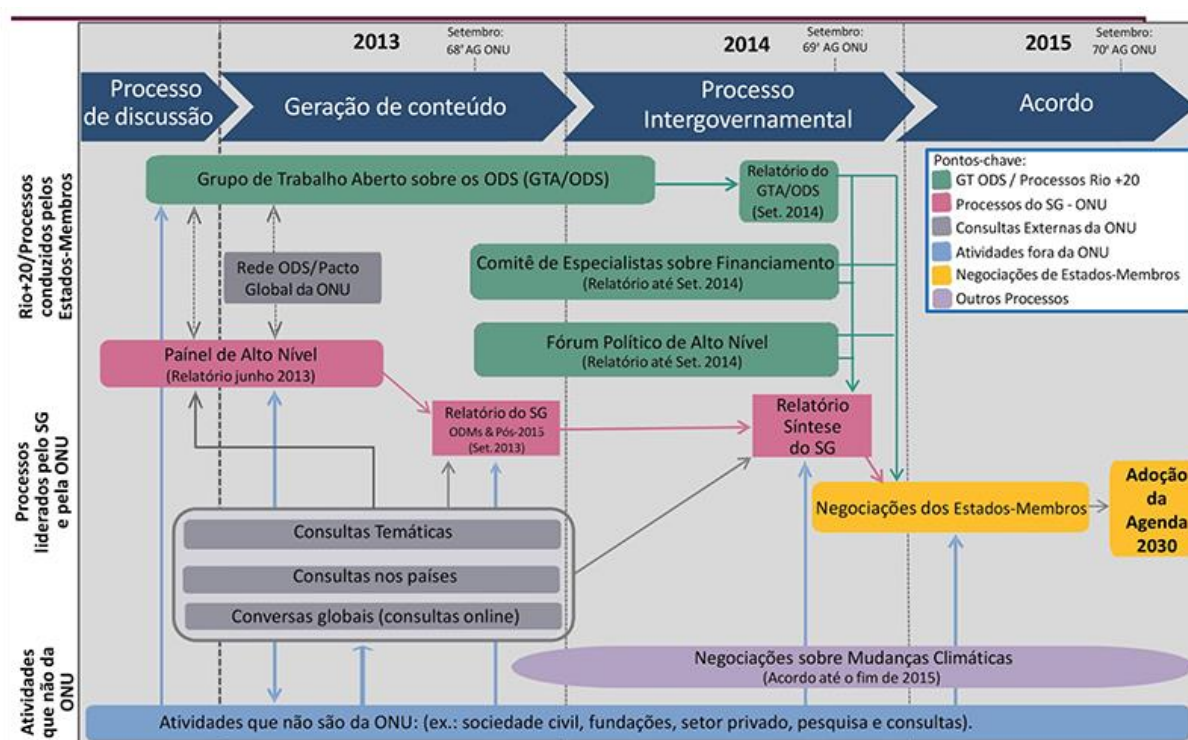 2013
Setembro:
68ª AG ONU
2014
Setembro:
69ª AG ONU
2015
Setembro:
70ª AG ONU
Processo
de discussão
Geração de conteúdo
Processo
Intergovernamental
Acordo
Rio+20/Processos
conduzidos pelos
Estados-Membros
Grupo de Trabalho Aberto sobre os ODS (GTA/ODS)
Relatório do
GTA/ODS
(Set. 2014)
Pontos-chave:
GT ODS / Processos Rio +20
Processos do SG - ONU
Consultas Externas da ONU
Atividades fora da ONU
Negociações de Estados-Membros
Outros Processos
Rede ODS/Pacto
Global da ONU
Comitê de Especialistas sobre Financiamento
(Relatório até Set. 2014)
Fórum Político de Alto Nível
(Relatório até Set. 2014)
Painel de Alto Nível
(Relatório junho 2013)
Processos
liderados pelo SG
e pela ONU
Relatório do SG
ODMs & Pós-2015
(Set.2013)
Relatório
Síntese
do SG
Negociações dos Estados-Membros
Adoção
da
Agenda
2030
Consultas Temáticas
Consultas nos países
Conversas globais (consultas online)
Atividades
que não da
ONU
Negociações sobre Mudanças Climáticas
(Acordo até o fim de 2015)
Atividades que não são da ONU: (ex.: sociedade civil, fundações, setor privado, pesquisa e consultas).